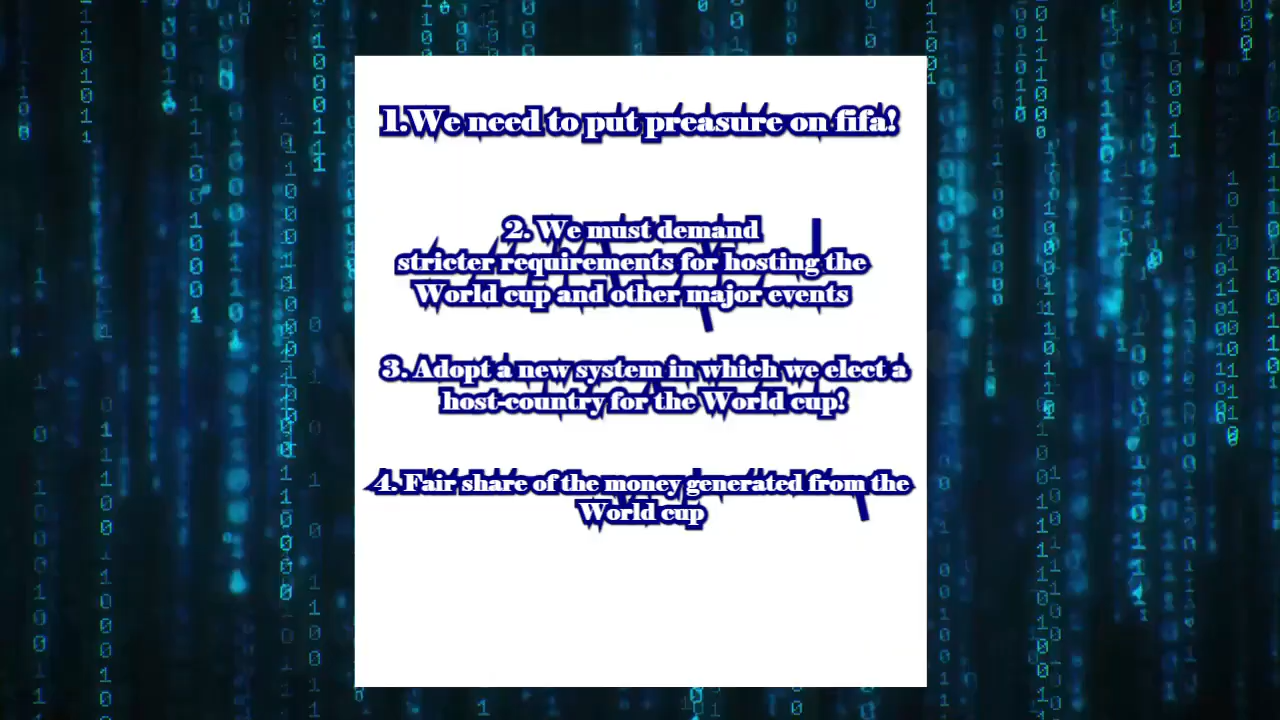 1.We need to put preasure on fifa!
2. We must demand
stricter requirements for hosting the
World cup and other major events
3. Adopt a new system in which we elect a
host-country for the World cup!
4. Fair share of the money generated from the
World cup